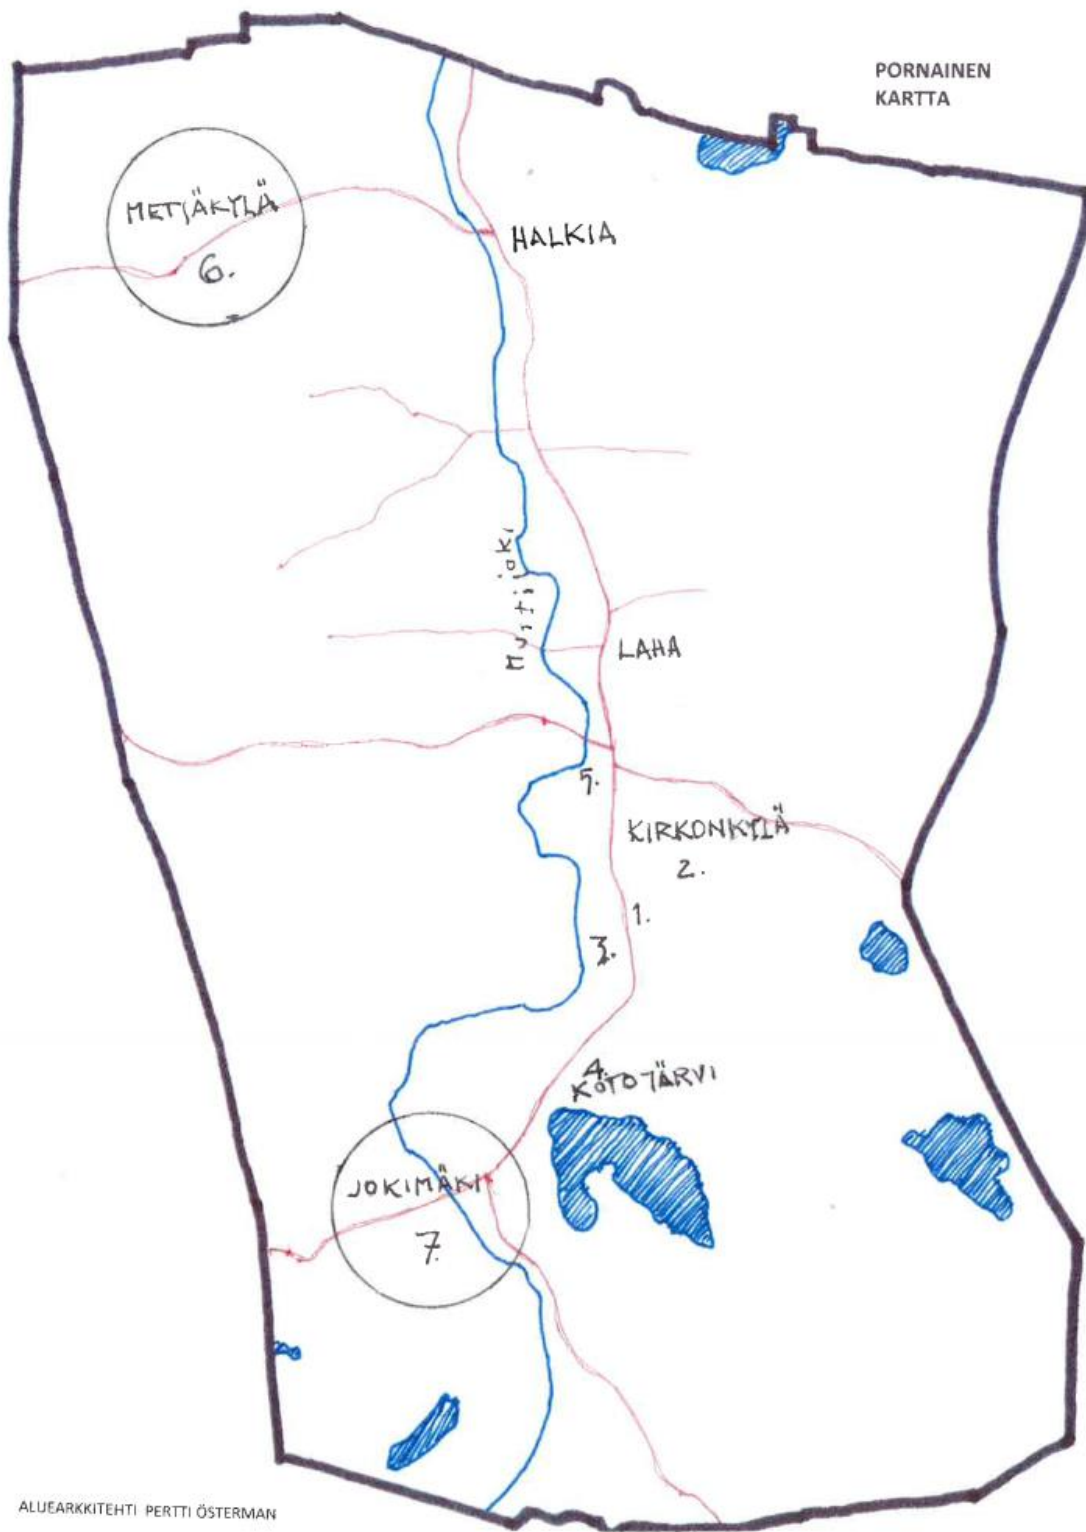 PORNAINEN
KARTTA
METSÄKYLÄ
6.
HALKIA
Mustijoki
LAHA
5.
KIRKONKYLÄ
2.
1.
3.
4.
KOTOJÄRVI
JOKIMÄKI
7.
ALUEARKKITEHTI PERTTI ÖSTERMAN